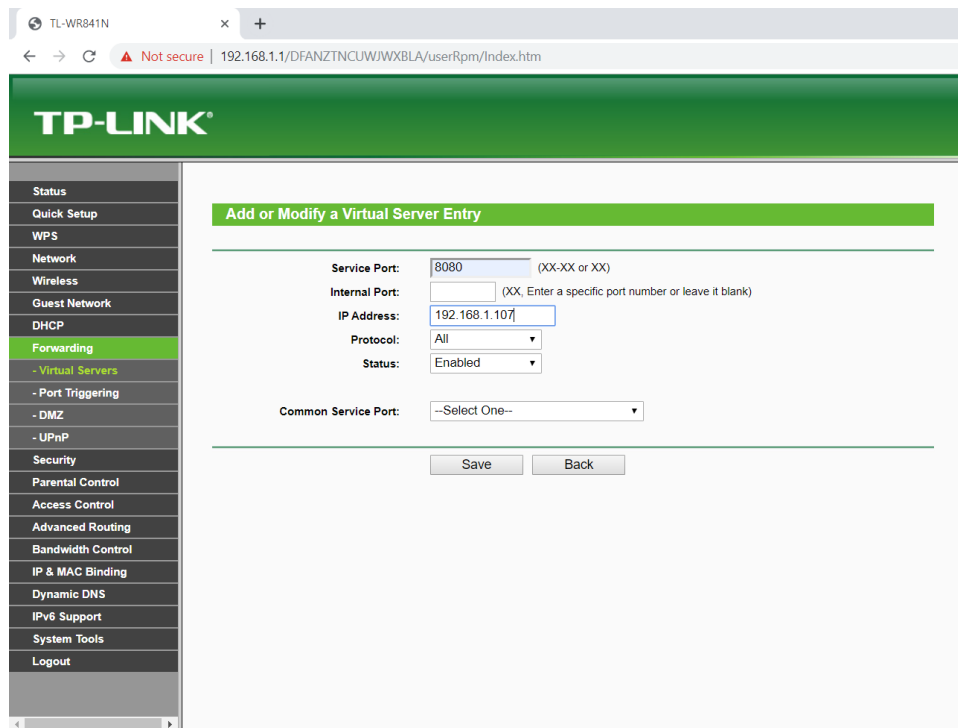 TL-WR841N
Not secure | 192.168.1.1/DFANZTNCUWJWXBLA/userRpm/Index.htm
TP-LINK®
Status
Quick Setup
WPS
Network
Wireless
Guest Network
DHCP
Forwarding
- Virtual Servers
- Port Triggering
- DMZ
- UPnP
Security
Parental Control
Access Control
Advanced Routing
Bandwidth Control
IP & MAC Binding
Dynamic DNS
IPv6 Support
System Tools
Logout
Add or Modify a Virtual Server Entry
Service Port: 8080 (XX-XX or XX)
Internal Port: (XX, Enter a specific port number or leave it blank)
IP Address: 192.168.1.107
Protocol: All
Status: Enabled
Common Service Port: --Select One--
Save Back